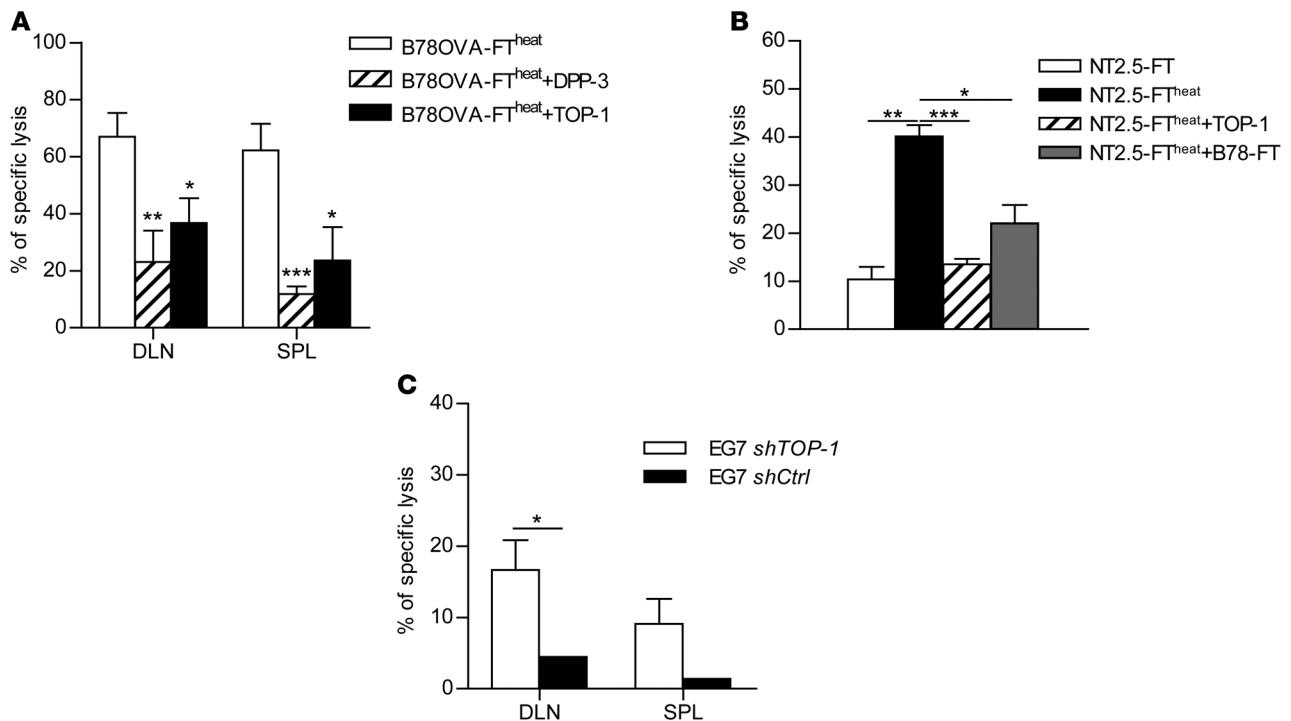 A
100
80
60
40
20
0
% of specific lysis
** * *** *
DLN SPL
B78OVA-FTheat
B78OVA-FTheat+DPP-3
B78OVA-FTheat+TOP-1
B
60
50
40
30
20
10
0
% of specific lysis
** *** *
NT2.5-FT
NT2.5-FTheat
NT2.5-FTheat+TOP-1
NT2.5-FTheat+B78-FT
C
40
30
20
10
0
% of specific lysis
*
DLN SPL
EG7 shTOP-1
EG7 shCtrl